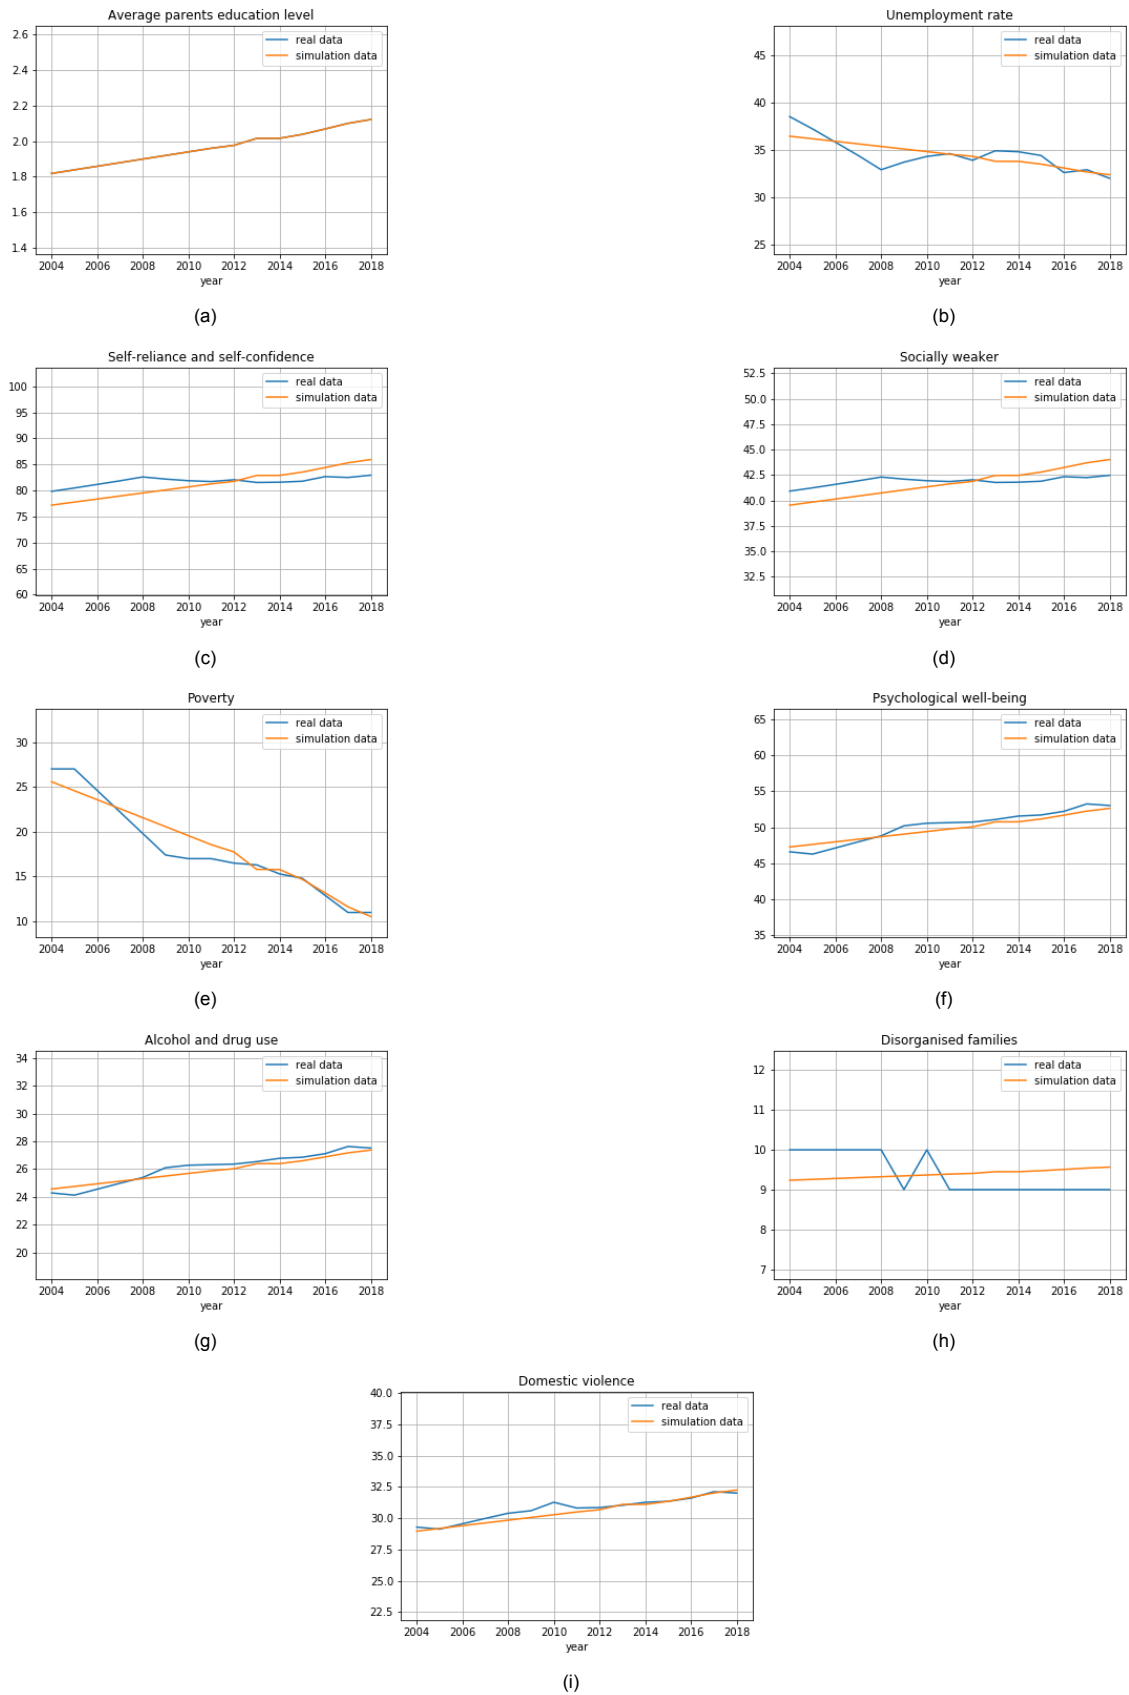 Average parents education level
real data
simulation data
2.6
2.4
2.2
2.0
1.8
1.6
1.4
2004 2006 2008 2010 2012 2014 2016 2018
year
(a)
Unemployment rate
real data
simulation data
45
40
35
30
25
2004 2006 2008 2010 2012 2014 2016 2018
year
(b)
Self-reliance and self-confidence
real data
simulation data
100
95
90
85
80
75
70
65
60
2004 2006 2008 2010 2012 2014 2016 2018
year
(c)
Socially weaker
real data
simulation data
52.5
50.0
47.5
45.0
42.5
40.0
37.5
35.0
32.5
2004 2006 2008 2010 2012 2014 2016 2018
year
(d)
Poverty
real data
simulation data
30
25
20
15
10
2004 2006 2008 2010 2012 2014 2016 2018
year
(e)
Psychological well-being
real data
simulation data
65
60
55
50
45
40
35
2004 2006 2008 2010 2012 2014 2016 2018
year
(f)
Alcohol and drug use
real data
simulation data
34
32
30
28
26
24
22
20
2004 2006 2008 2010 2012 2014 2016 2018
year
(g)
Disorganised families
real data
simulation data
12
11
10
9
8
7
2004 2006 2008 2010 2012 2014 2016 2018
year
(h)
Domestic violence
real data
simulation data
40.0
37.5
35.0
32.5
30.0
27.5
25.0
22.5
2004 2006 2008 2010 2012 2014 2016 2018
year
(i)